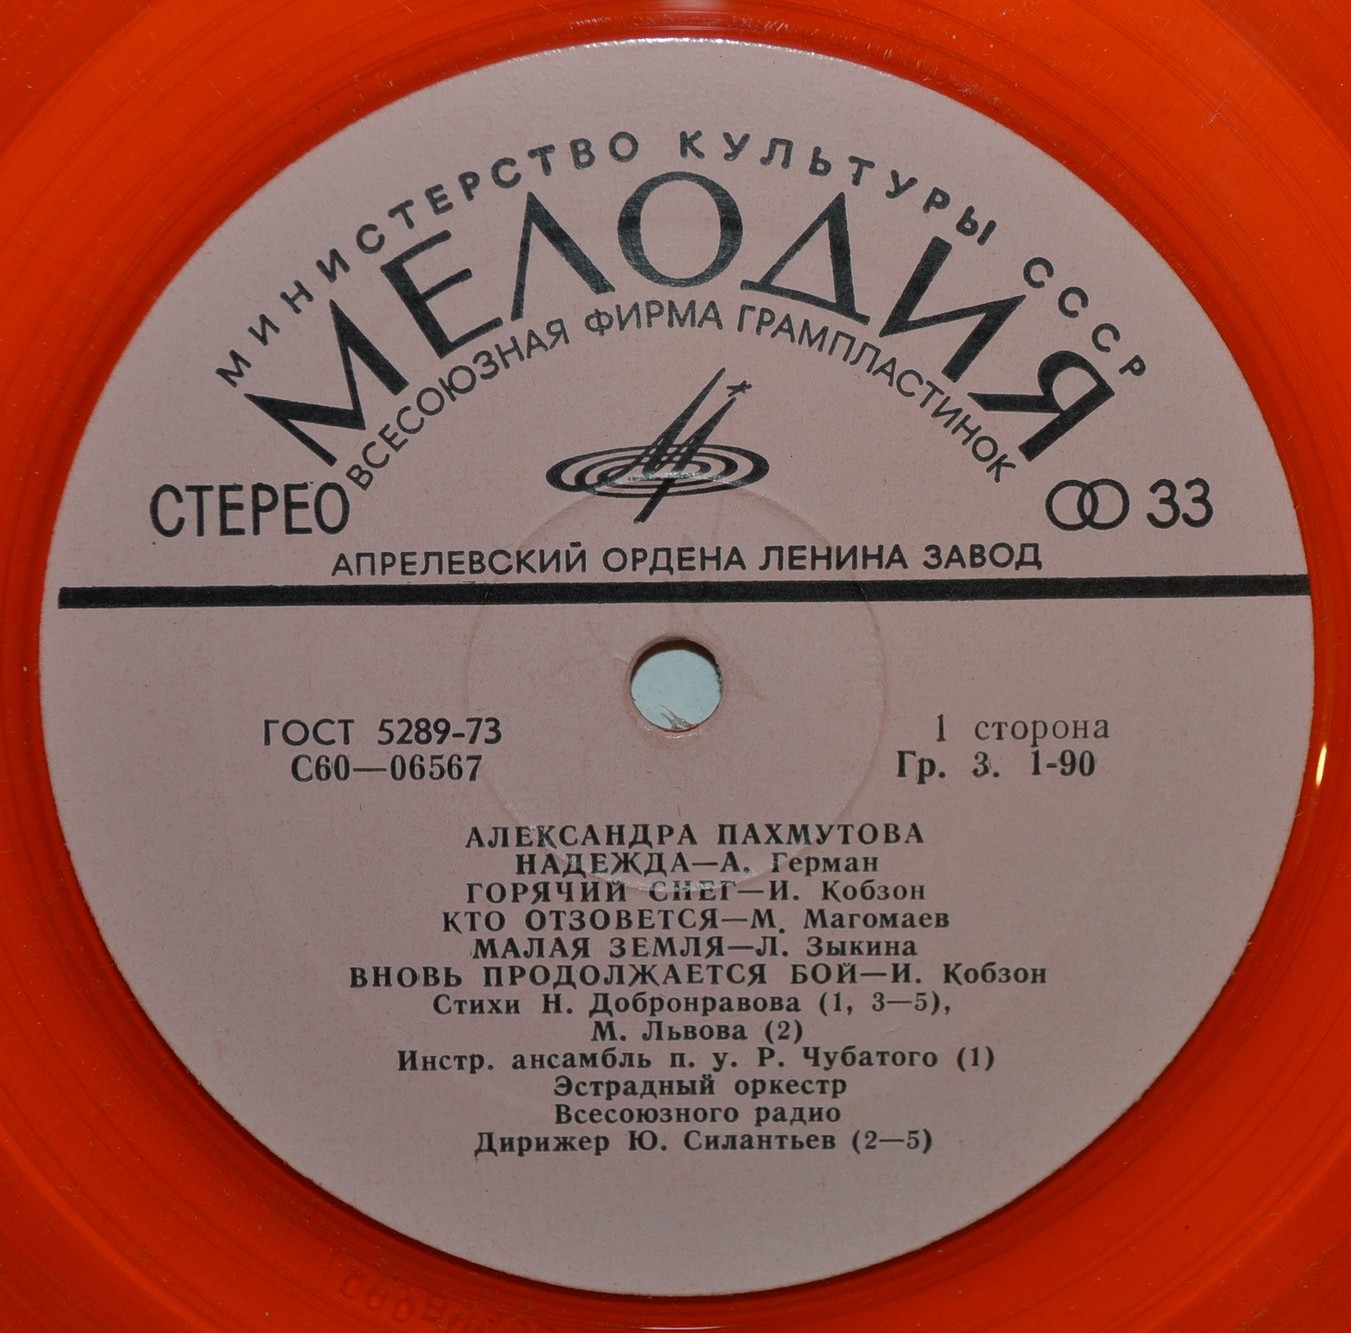 МИНИСТЕРСТВО КУЛЬТУРЫ СССР
МЕЛОДИЯ
ВСЕСОЮЗНАЯ ФИРМА ГРАМПЛАСТИНОК
СТЕРЕО 33
АПРЕЛЕВСКИЙ ОРДЕНА ЛЕНИНА ЗАВОД
ГОСТ 5289-73
С60—06567
1 сторона
Гр. 3. 1-90
АЛЕКСАНДРА ПАХМУТОВА
НАДЕЖДА—А. Герман
ГОРЯЧИЙ СНЕГ—И. Кобзон
КТО ОТЗОВЕТСЯ—М. Магомаев
МАЛАЯ ЗЕМЛЯ—Л. Зыкина
ВНОВЬ ПРОДОЛЖАЕТСЯ БОЙ—И. Кобзон
Стихи Н. Добронравова (1, 3—5),
М. Львова (2)
Инстр. ансамбль п. у. Р. Чубатого (1)
Эстрадный оркестр
Всесоюзного радио
Дирижер Ю. Силантьев (2—5)